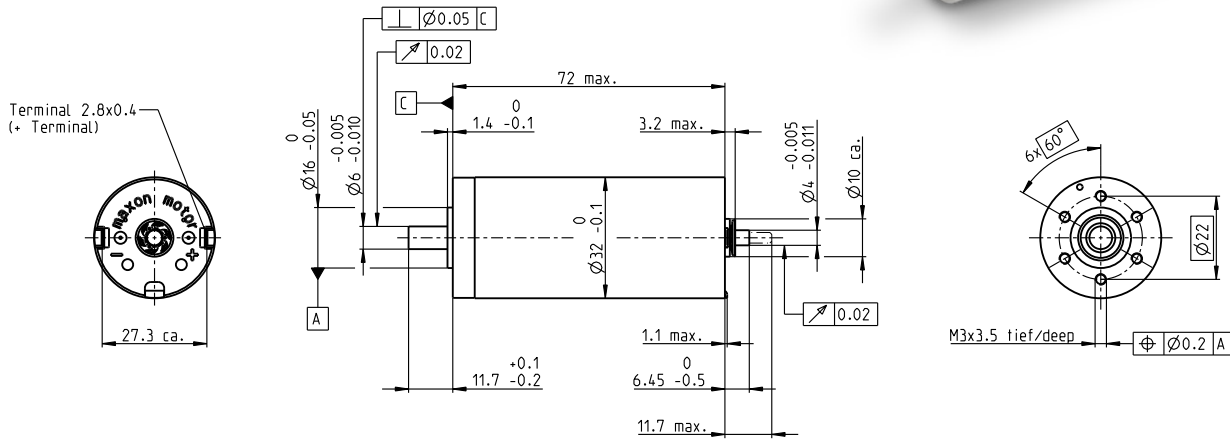 ⊥ Ø0.05 C
↗ 0.02
72 max.
C
0
1.4 -0.1
3.2 max.
Terminal 2.8x0.4
(+ Terminal)
0
Ø16 -0.05
-0.005
Ø6 -0.010
-0.005
Ø4 -0.011
Ø10 ca.
6x 60°
maxon motor
- +
0
Ø32 -0.1
Ø22
A
↗ 0.02
27.3 ca.
1.1 max.
M3x3.5 tief/deep
⌖ Ø0.2 A
+0.1
11.7 -0.2
0
6.45 -0.5
11.7 max.